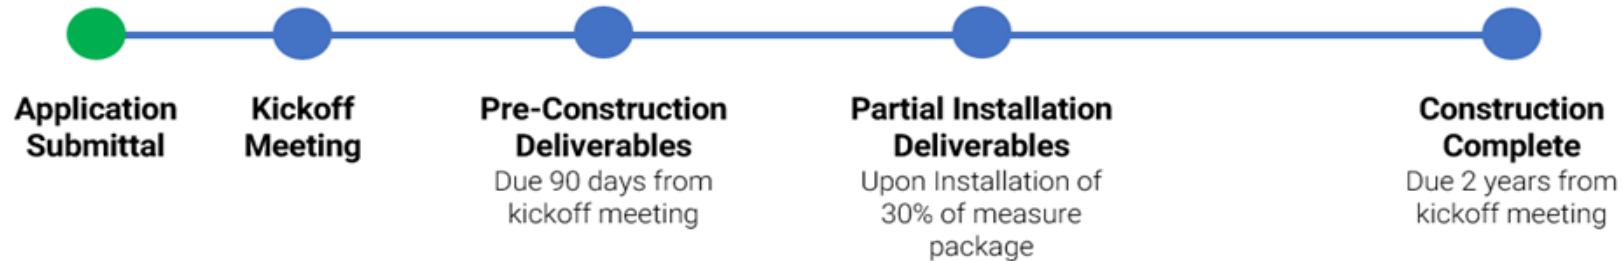 Application
Submittal
Kickoff
Meeting
Pre-Construction
Deliverables
Due 90 days from
kickoff meeting
Partial Installation
Deliverables
Upon Installation of
30% of measure
package
Construction
Complete
Due 2 years from
kickoff meeting